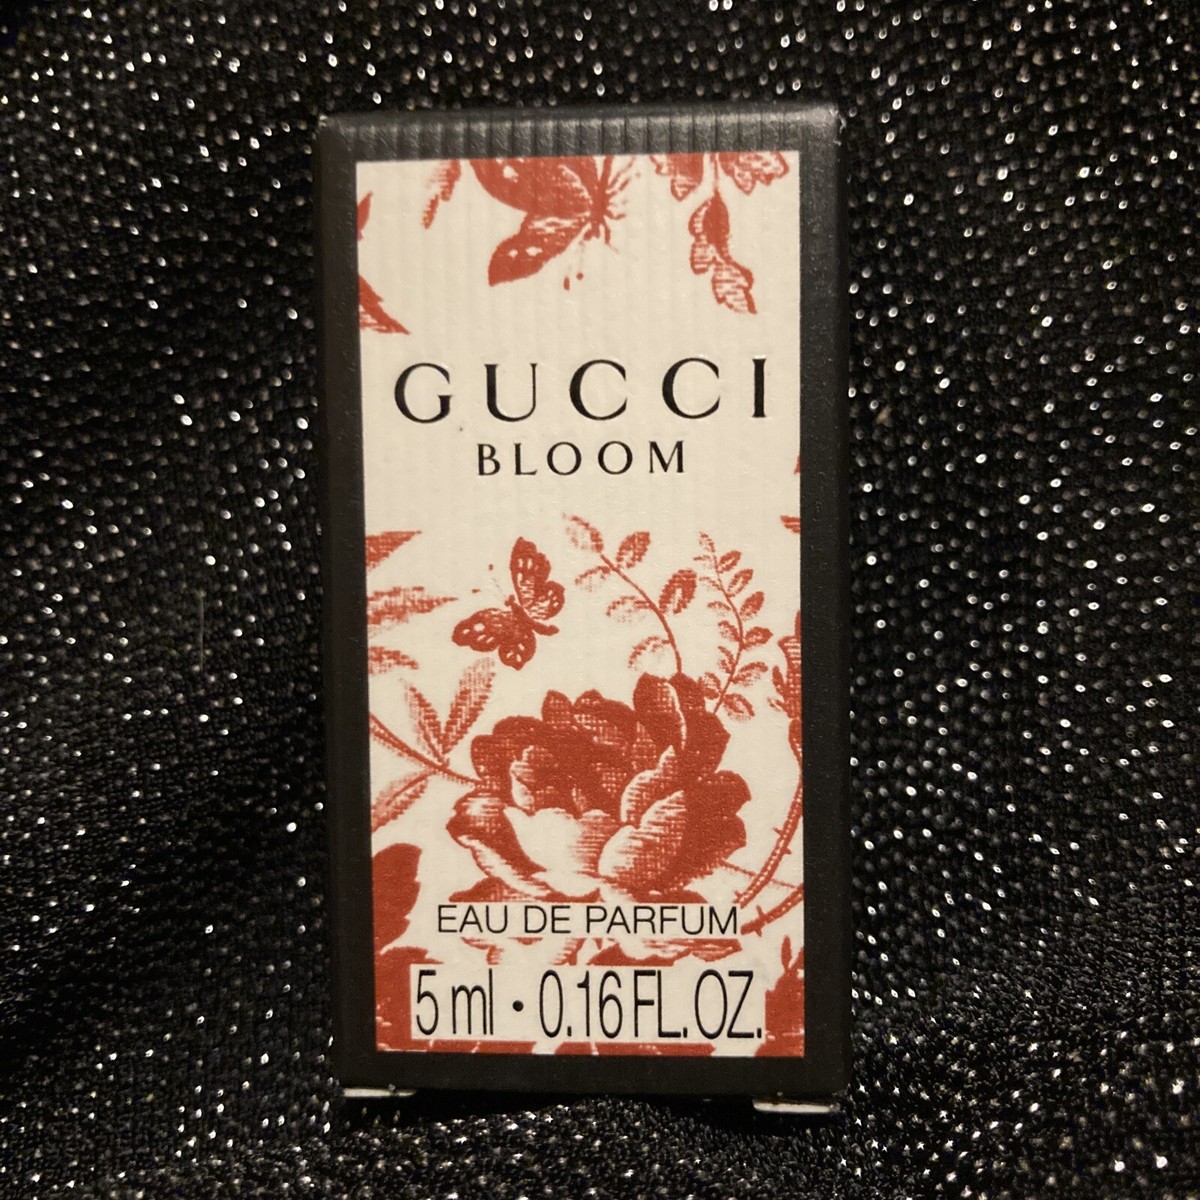 GUCCI
BLOOM
EAU DE PARFUM
5 ml · 0.16 FL. OZ.